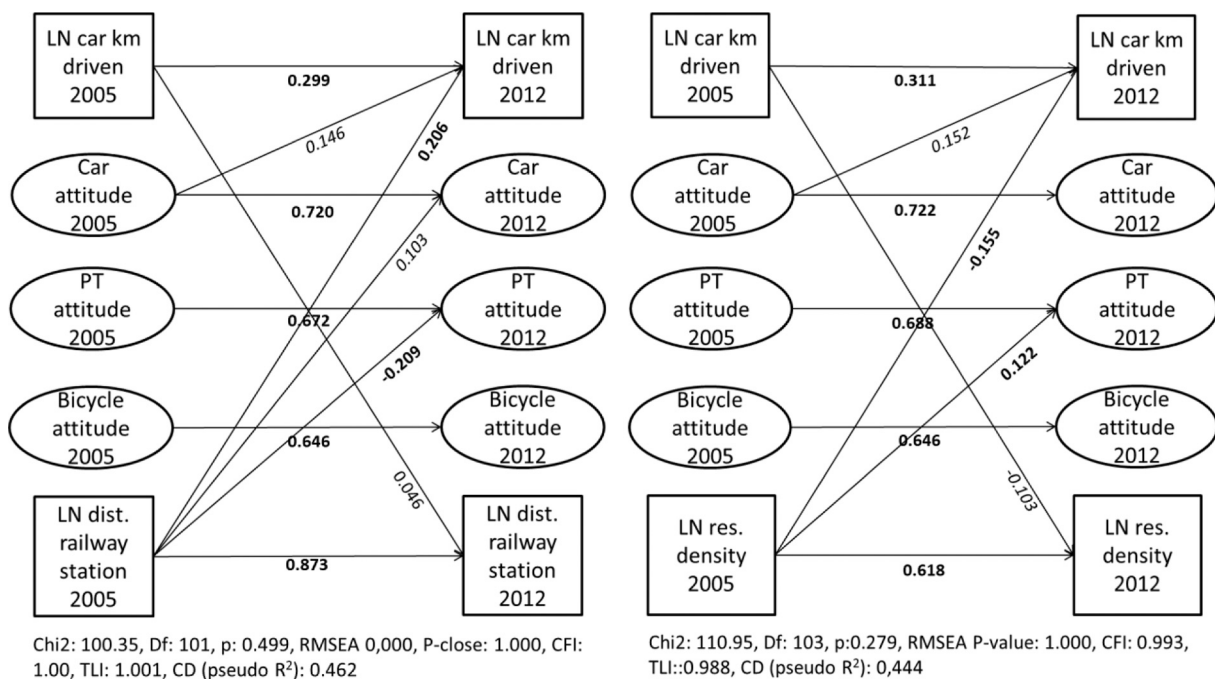 LN car km
driven
2005
0.299
LN car km
driven
2012
0.146
0.206
Car
attitude
2005
0.720
Car
attitude
2012
0.103
PT
attitude
2005
0.672
PT
attitude
2012
-0.209
Bicycle
attitude
2005
0.646
Bicycle
attitude
2012
0.046
LN dist.
railway
station
2005
0.873
LN dist.
railway
station
2012
Chi2: 100.35, Df: 101, p: 0.499, RMSEA 0,000, P-close: 1.000, CFI:
1.00, TLI: 1.001, CD (pseudo R²): 0.462
LN car km
driven
2005
0.311
LN car km
driven
2012
0.152
Car
attitude
2005
0.722
Car
attitude
2012
-0.155
PT
attitude
2005
0.688
PT
attitude
2012
0.122
Bicycle
attitude
2005
0.646
Bicycle
attitude
2012
-0.103
LN res.
density
2005
0.618
LN res.
density
2012
Chi2: 110.95, Df: 103, p:0.279, RMSEA P-value: 1.000, CFI: 0.993,
TLI::0.988, CD (pseudo R²): 0,444